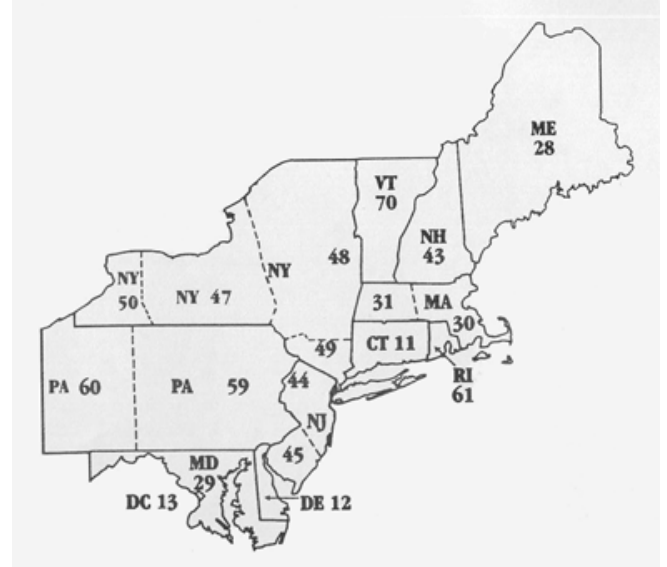 ME
28
VT
70
NH
43
NY 48
NY
50
NY 47
31
MA
30
49
CT 11
RI
61
PA 60
PA 59
44
NJ
45
MD
29
DC 13
DE 12